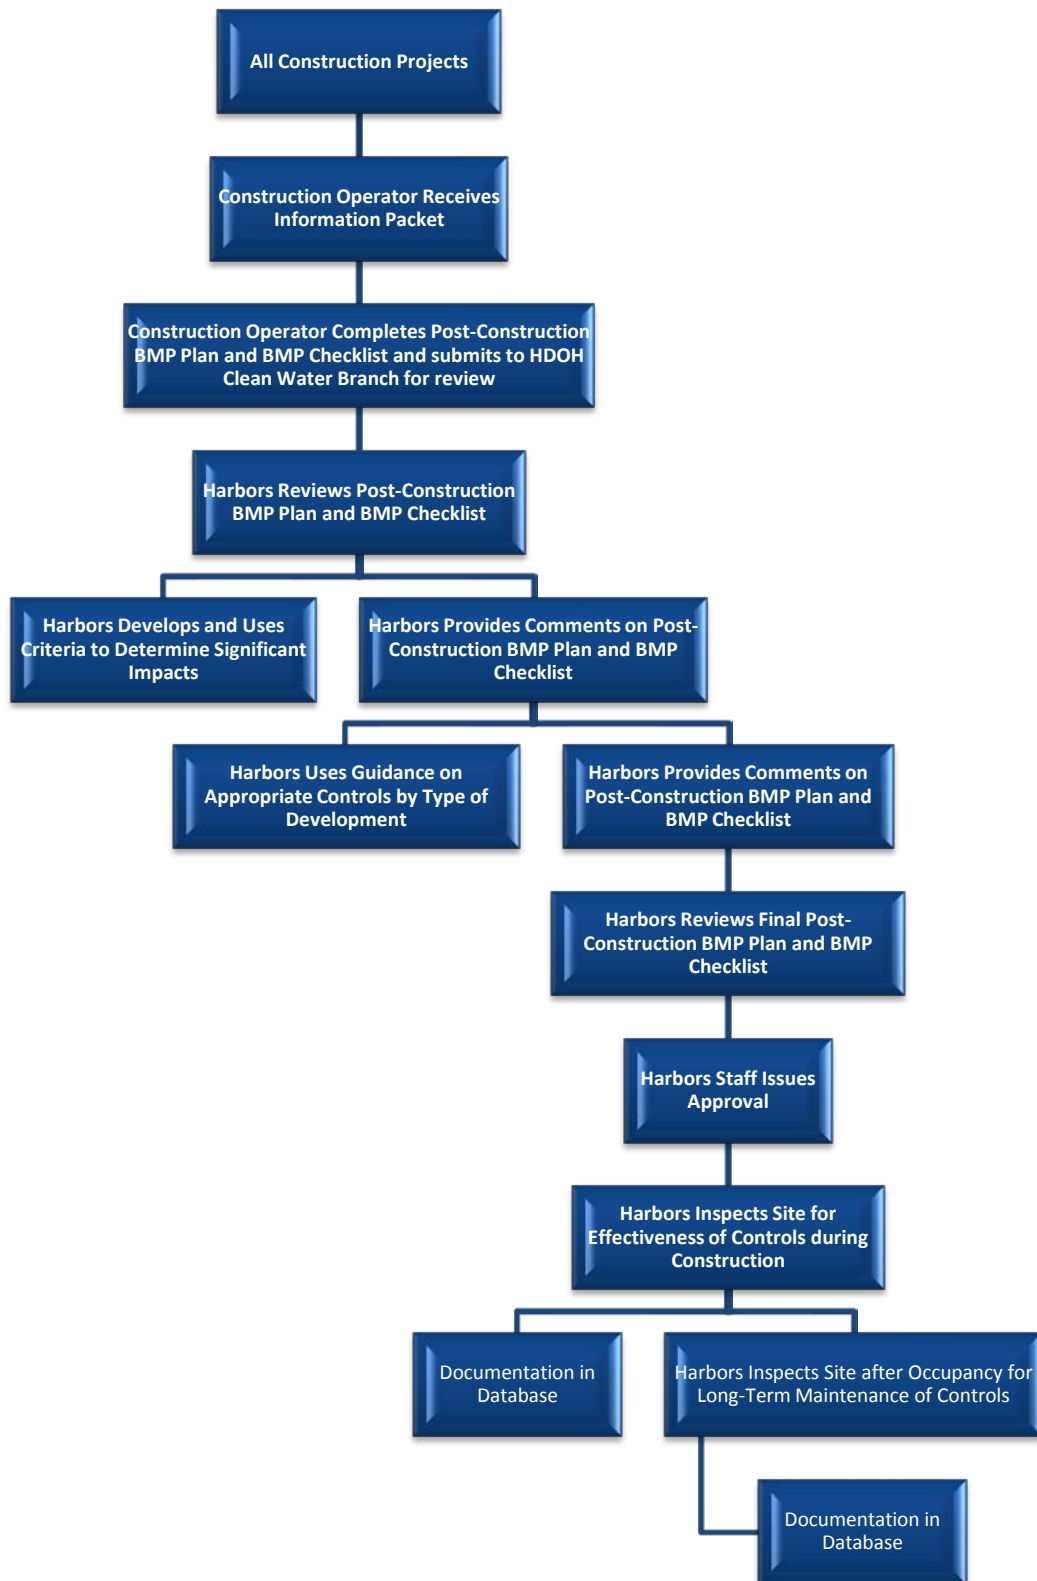 All Construction Projects
Construction Operator Receives
Information Packet
Construction Operator Completes Post-Construction
BMP Plan and BMP Checklist and submits to HDOH
Clean Water Branch for review
Harbors Reviews Post-Construction
BMP Plan and BMP Checklist
Harbors Develops and Uses
Criteria to Determine Significant
Impacts
Harbors Provides Comments on Post-
Construction BMP Plan and BMP
Checklist
Harbors Uses Guidance on
Appropriate Controls by Type of
Development
Harbors Provides Comments on
Post-Construction BMP Plan and
BMP Checklist
Harbors Reviews Final Post-
Construction BMP Plan and BMP
Checklist
Harbors Staff Issues
Approval
Harbors Inspects Site for
Effectiveness of Controls during
Construction
Documentation in
Database
Harbors Inspects Site after Occupancy for
Long-Term Maintenance of Controls
Documentation in
Database